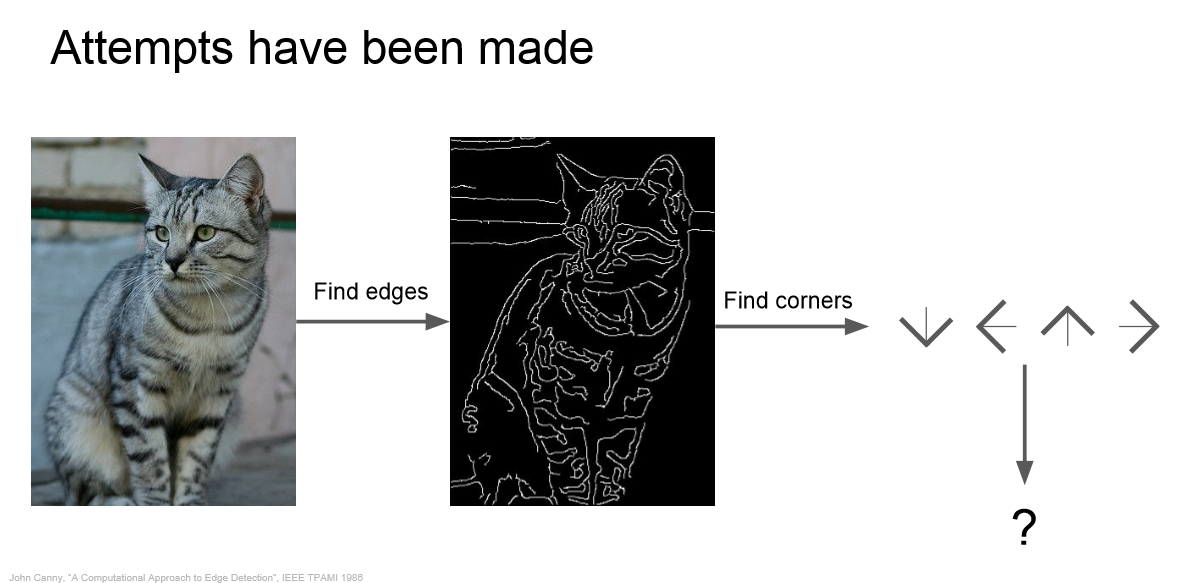 Attempts have been made
Find edges
Find corners
?
John Canny, "A Computational Approach to Edge Detection", IEEE TPAMI 1986